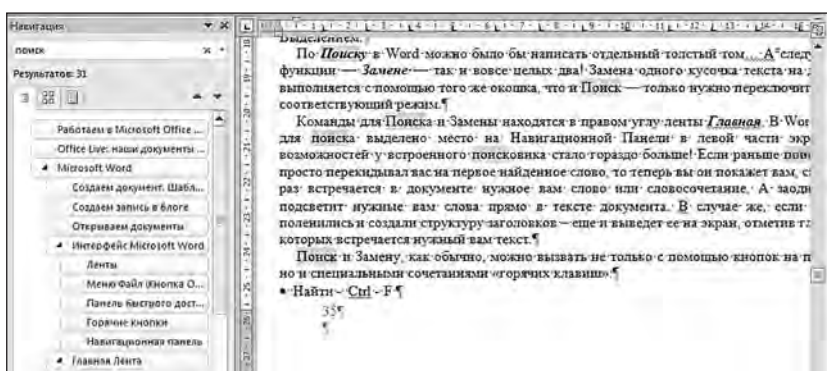 Навигация
поиск
Результатов: 31
Работаем в Microsoft Office ...
Office Live: наши документы ...
Microsoft Word
Создаем документ. Шабл...
Создаем запись в блоге
Открываем документы
Интерфейс Microsoft Word
Ленты
Меню Файл (Кнопка O...
Панель быстрого дост...
Горячие кнопки
Навигационная панель
Главная Лента
Выделением.
По Поиску в Word можно было бы написать отдельный толстый том... А след
функции — Замене — так и вовсе целых два! Замена одного кусочка текста на
выполняется с помощью того же окошка, что и Поиск — только нужно переключит
соответствующий режим.¶
Команды для Поиска и Замены находятся в правом углу ленты Главная. В Wor
для поиска выделено место на Навигационной Панели в левой части экр
возможностей у встроенного поисковика стало гораздо больше! Если раньше
просто перекидывал вас на первое найденное слово, то теперь вы он покажет вам, с
раз встречается в документе нужное вам слово или словосочетание. А заодн
подсветит нужные вам слова прямо в тексте документа. В случае же, если
поленились и создали структуру заголовков — еще и выведет ее на экран, отметив
которых встречается нужный вам текст.¶
Поиск и Замену, как обычно, можно вызвать не только с помощью кнопок на п
но и специальными сочетаниями «горячих клавиш»:¶
• Найти – Ctrl – F¶
35¶
¶